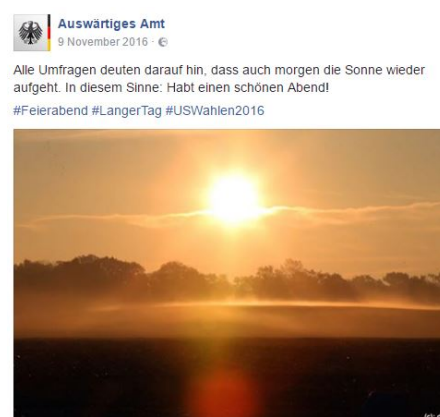 Auswärtiges Amt
9 November 2016 ·
Alle Umfragen deuten darauf hin, dass auch morgen die Sonne wieder
aufgeht. In diesem Sinne: Habt einen schönen Abend!
#Feierabend #LangerTag #USWahlen2016